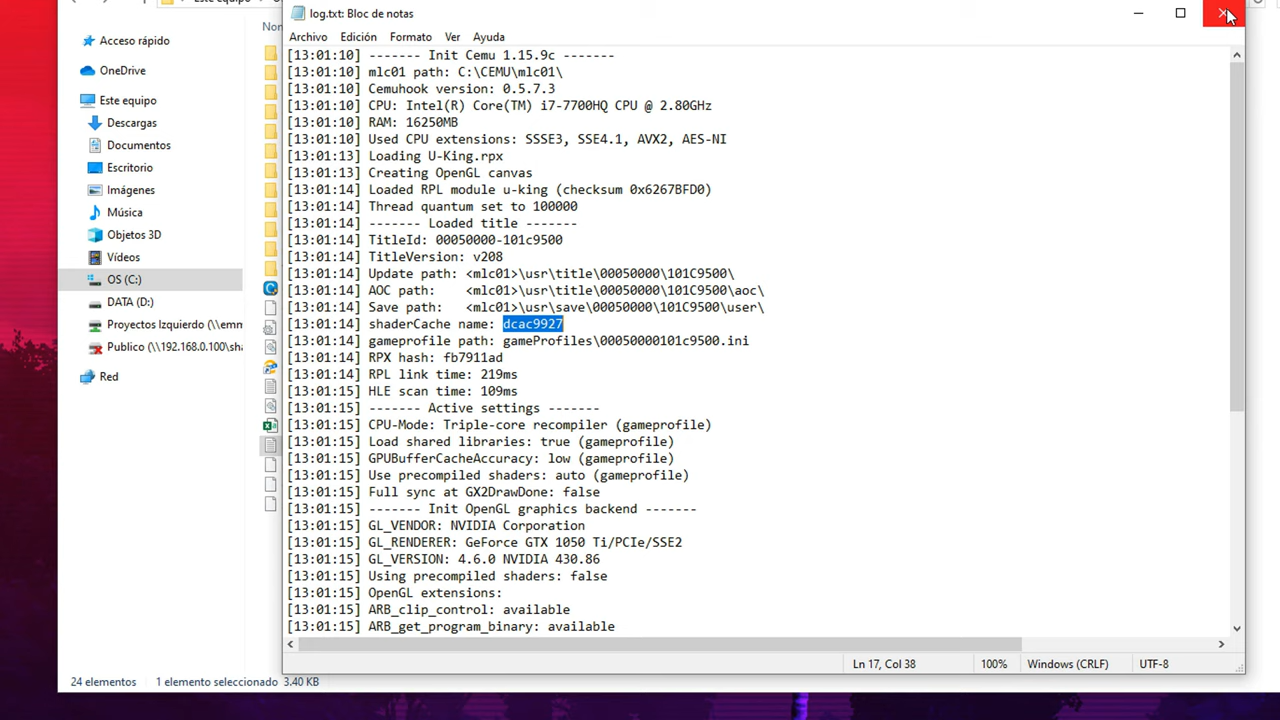 Este equipo
log.txt: Bloc de notas
Archivo Edición Formato Ver Ayuda
Acceso rápido
OneDrive
Este equipo
Descargas
Documentos
Escritorio
Imágenes
Música
Objetos 3D
Vídeos
OS (C:)
DATA (D:)
Proyectos Izquierdo (\\emm
Publico (\\192.168.0.100\sha
Red
Nom
[13:01:10] ------- Init Cemu 1.15.9c -------
[13:01:10] mlc01 path: C:\CEMU\mlc01\
[13:01:10] Cemuhook version: 0.5.7.3
[13:01:10] CPU: Intel(R) Core(TM) i7-7700HQ CPU @ 2.80GHz
[13:01:10] RAM: 16250MB
[13:01:10] Used CPU extensions: SSSE3, SSE4.1, AVX2, AES-NI
[13:01:13] Loading U-King.rpx
[13:01:13] Creating OpenGL canvas
[13:01:14] Loaded RPL module u-king (checksum 0x6267BFD0)
[13:01:14] Thread quantum set to 100000
[13:01:14] ------- Loaded title -------
[13:01:14] TitleId: 00050000-101c9500
[13:01:14] TitleVersion: v208
[13:01:14] Update path: <mlc01>\usr\title\00050000\101C9500\
[13:01:14] AOC path: <mlc01>\usr\title\00050000\101C9500\aoc\
[13:01:14] Save path: <mlc01>\usr\save\00050000\101C9500\user\
[13:01:14] shaderCache name: dcac9927
[13:01:14] gameprofile path: gameProfiles\00050000101c9500.ini
[13:01:14] RPX hash: fb7911ad
[13:01:14] RPL link time: 219ms
[13:01:15] HLE scan time: 109ms
[13:01:15] ------- Active settings -------
[13:01:15] CPU-Mode: Triple-core recompiler (gameprofile)
[13:01:15] Load shared libraries: true (gameprofile)
[13:01:15] GPUBufferCacheAccuracy: low (gameprofile)
[13:01:15] Use precompiled shaders: auto (gameprofile)
[13:01:15] Full sync at GX2DrawDone: false
[13:01:15] ------- Init OpenGL graphics backend -------
[13:01:15] GL_VENDOR: NVIDIA Corporation
[13:01:15] GL_RENDERER: GeForce GTX 1050 Ti/PCIe/SSE2
[13:01:15] GL_VERSION: 4.6.0 NVIDIA 430.86
[13:01:15] Using precompiled shaders: false
[13:01:15] OpenGL extensions:
[13:01:15] ARB_clip_control: available
[13:01:15] ARB_get_program_binary: available
Ln 17, Col 38 100% Windows (CRLF) UTF-8
24 elementos 1 elemento seleccionado 3.40 KB